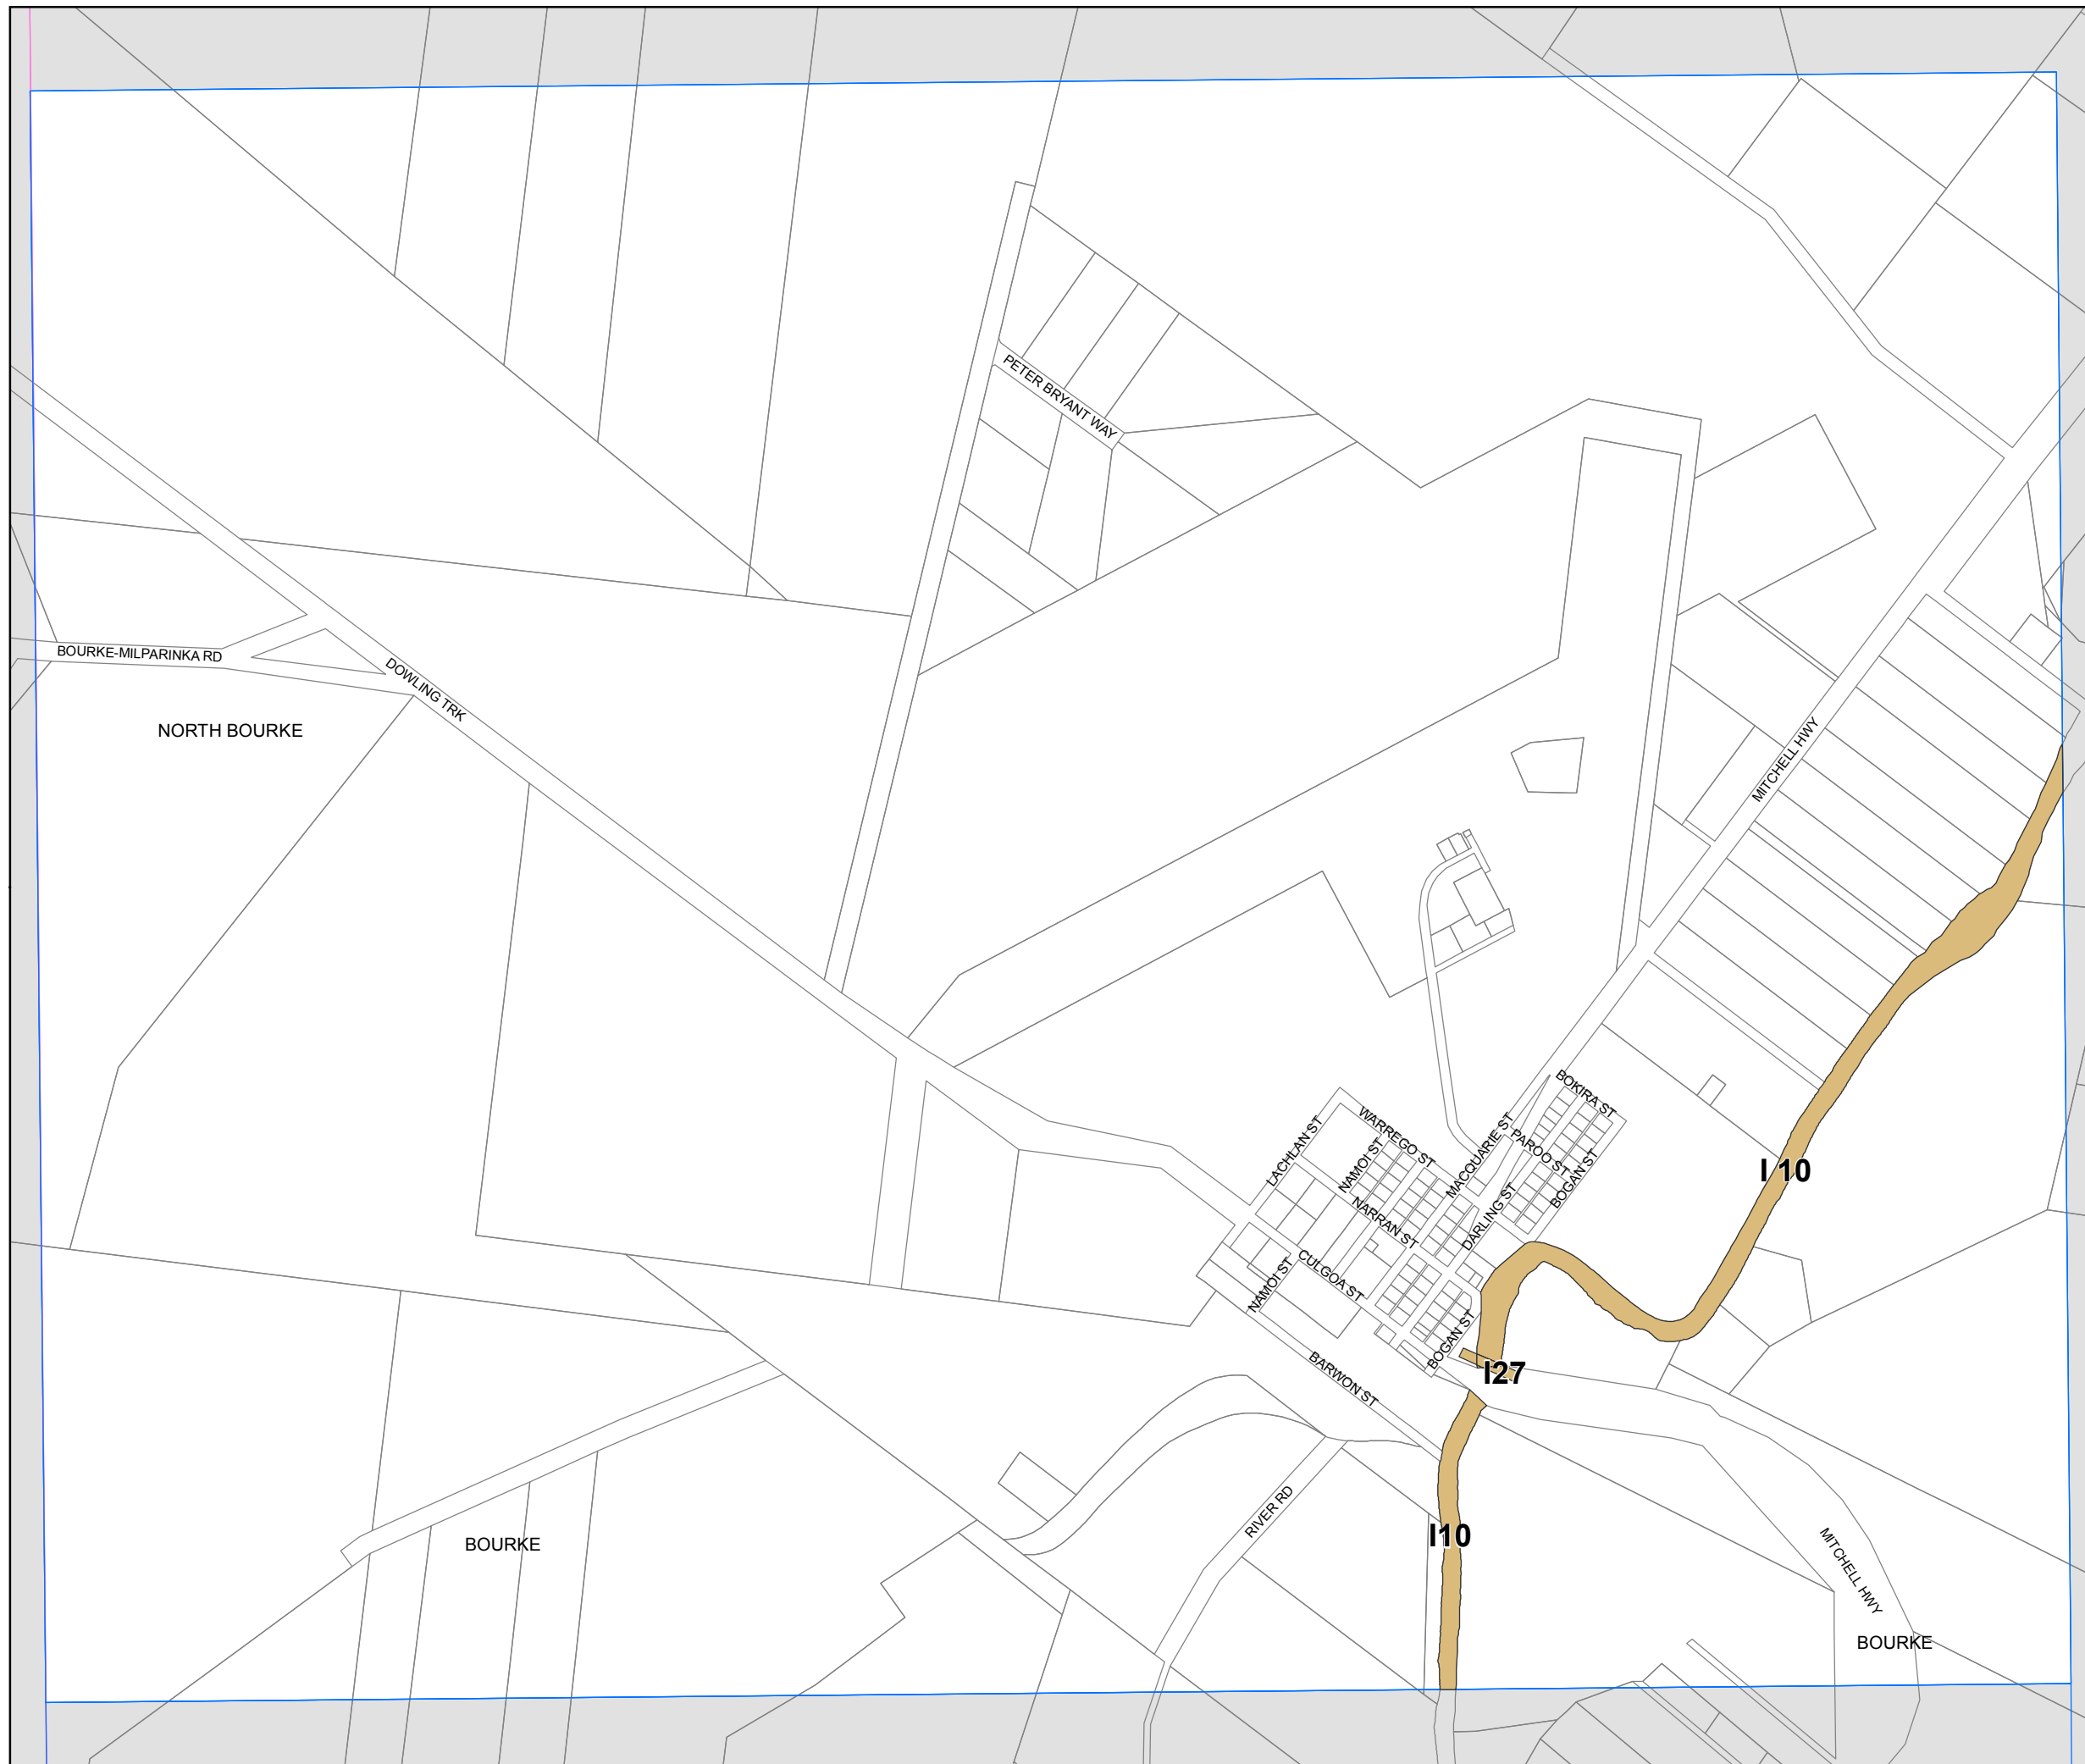 PETER BRYANT WAY
BOURKE-MILPARINKA RD
DOWLING TRK
NORTH BOURKE
MITCHELL HWY
BOKIRA ST
WARREGO ST
LACHLAN ST
NAMOI ST
MACQUARIE ST
PAROO ST
BOGAN ST
I 10
NARRAN ST
DARLING ST
CULGOA ST
NAMOI ST
BOGAN ST
BARWON ST
I27
RIVER RD
I10
BOURKE
MITCHELL HWY
BOURKE